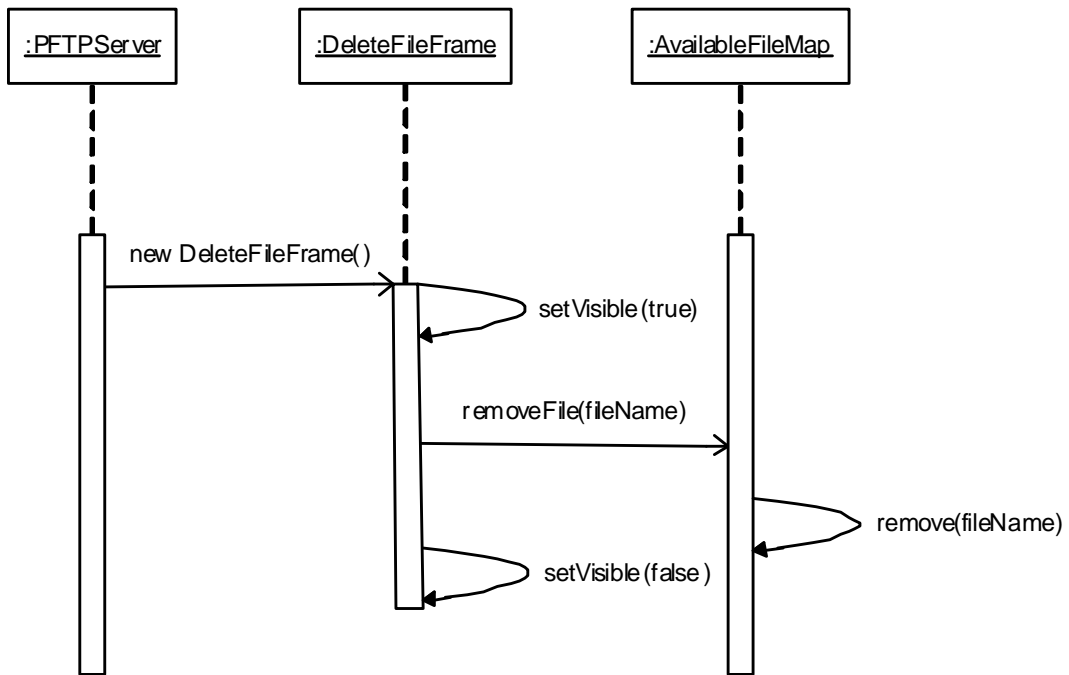 :PFTPServer
:DeleteFileFrame
:AvailableFileMap
new DeleteFileFrame()
setVisible(true)
removeFile(fileName)
remove(fileName)
setVisible(false)